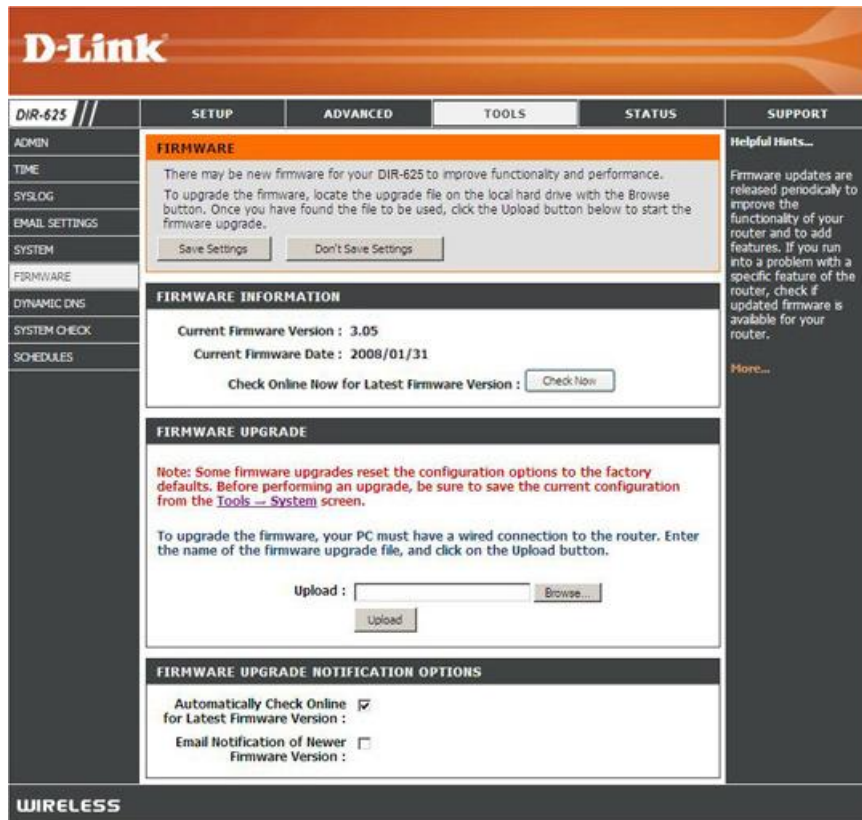 D-Link
DIR-625
SETUP
ADVANCED
TOOLS
STATUS
SUPPORT
ADMIN
TIME
SYSLOG
EMAIL SETTINGS
SYSTEM
FIRMWARE
DYNAMIC DNS
SYSTEM CHECK
SCHEDULES
FIRMWARE
There may be new firmware for your DIR-625 to improve functionality and performance.
To upgrade the firmware, locate the upgrade file on the local hard drive with the Browse
button. Once you have found the file to be used, click the Upload button below to start the
firmware upgrade.
Save Settings
Don't Save Settings
FIRMWARE INFORMATION
Current Firmware Version : 3.05
Current Firmware Date : 2008/01/31
Check Online Now for Latest Firmware Version :
Check Now
FIRMWARE UPGRADE
Note: Some firmware upgrades reset the configuration options to the factory
defaults. Before performing an upgrade, be sure to save the current configuration
from the Tools — System screen.
To upgrade the firmware, your PC must have a wired connection to the router. Enter
the name of the firmware upgrade file, and click on the Upload button.
Upload :
Browse...
Upload
FIRMWARE UPGRADE NOTIFICATION OPTIONS
Automatically Check Online
for Latest Firmware Version :
Email Notification of Newer
Firmware Version :
Helpful Hints...
Firmware updates are
released periodically to
improve the
functionality of your
router and to add
features. If you run
into a problem with a
specific feature of the
router, check if
updated firmware is
available for your
router.
More...
WIRELESS